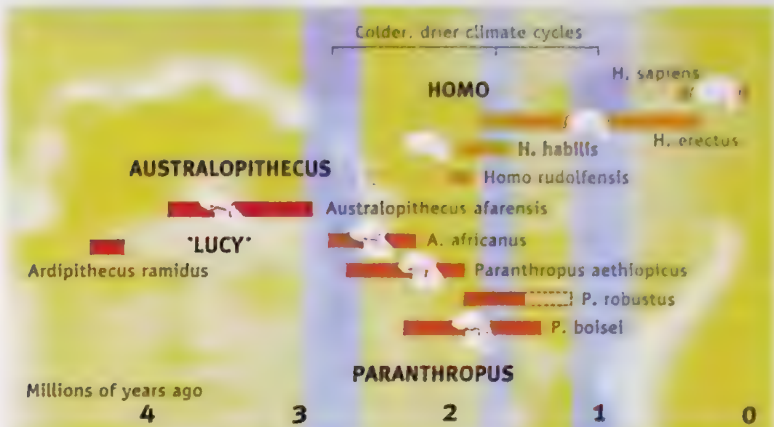 Colder, drier climate cycles
H. sapiens
HOMO
H. erectus
H. habilis
AUSTRALOPITHECUS
Homo rudolfensis
Australopithecus afarensis
"LUCY"
A. africanus
Ardipithecus ramidus
Paranthropus aethiopicus
P. robustus
P. boisei
PARANTHROPUS
Millions of years ago
4 3 2 1 0